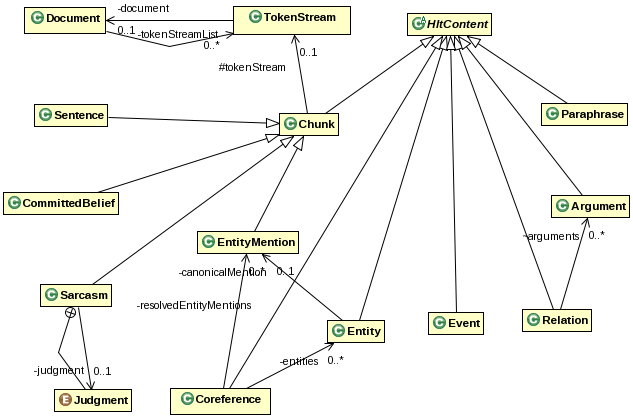 Document
-document
0..1
-tokenStreamList
0..*
TokenStream
HltContent
#tokenStream
0..1
Sentence
Chunk
Paraphrase
CommittedBelief
Argument
EntityMention
~arguments
0..*
-canonicalMention
0..*
0..1
Sarcasm
-resolvedEntityMentions
Entity
Event
Relation
-judgment
0..1
-entities
0..*
Judgment
Coreference